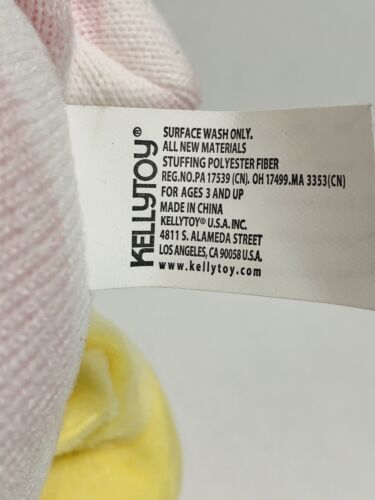 KELLYTOY®
SURFACE WASH ONLY.
ALL NEW MATERIALS
STUFFING POLYESTER FIBER
REG.NO.PA 17539 (CN). OH 17499.MA 3353(CN)
FOR AGES 3 AND UP
MADE IN CHINA
KELLYTOY® U.S.A. INC.
4811 S. ALAMEDA STREET
LOS ANGELES, CA 90058 U.S.A.
www.kellytoy.com